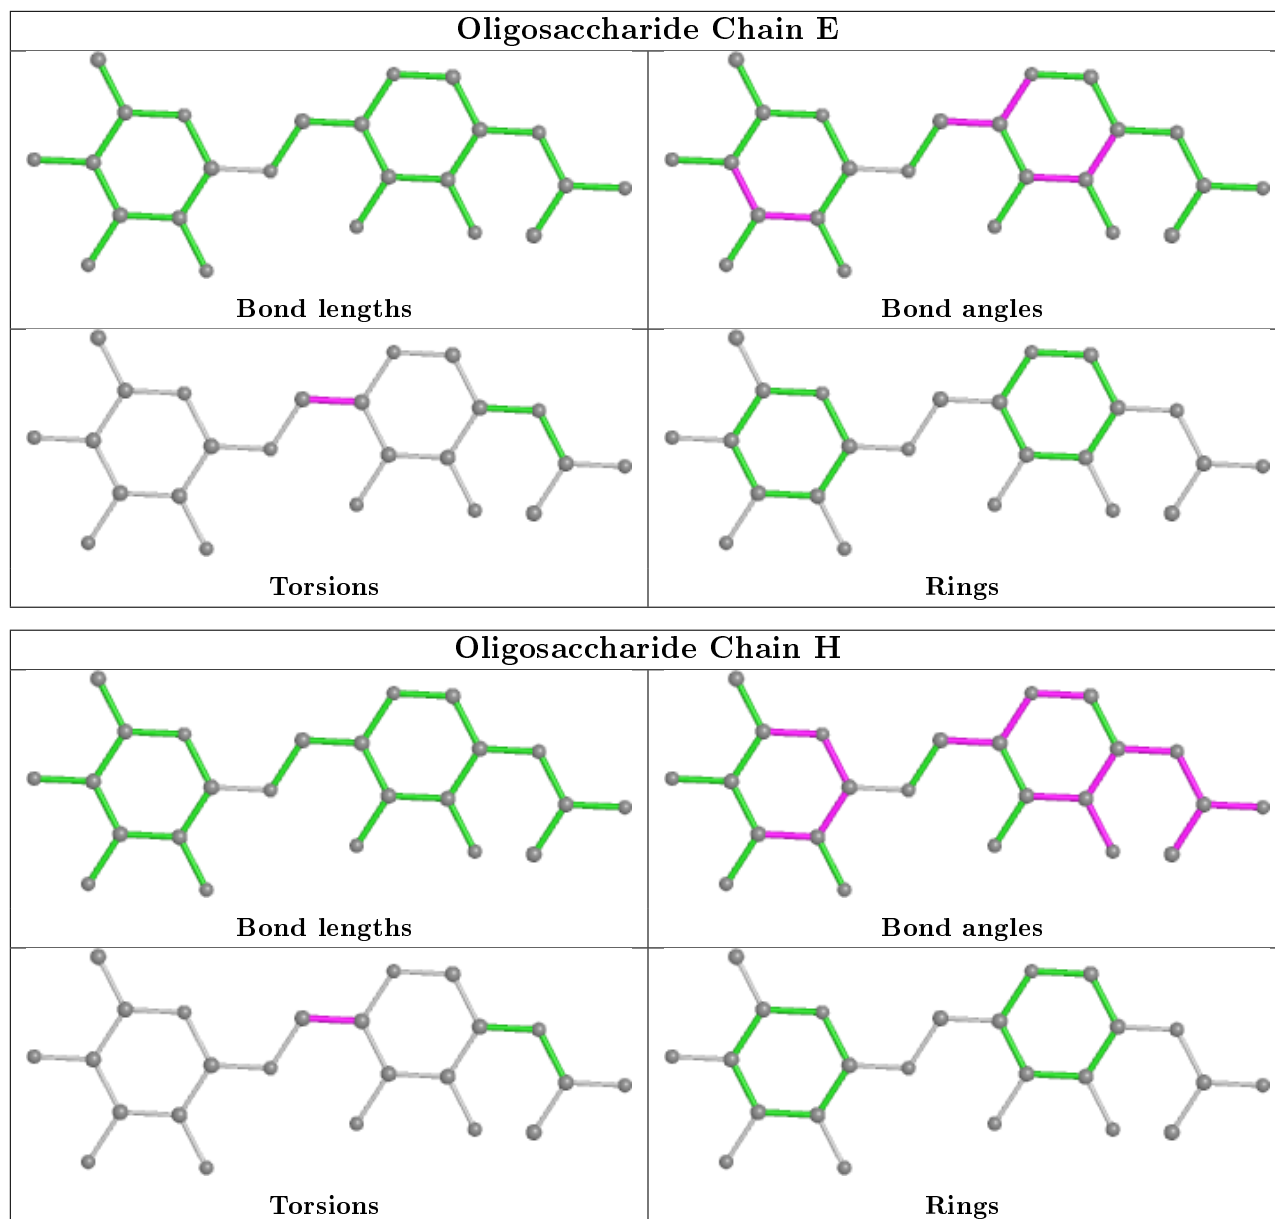 Oligosaccharide Chain E
Bond lengths
Bond angles
Torsions
Rings
Oligosaccharide Chain H
Bond lengths
Bond angles
Torsions
Rings